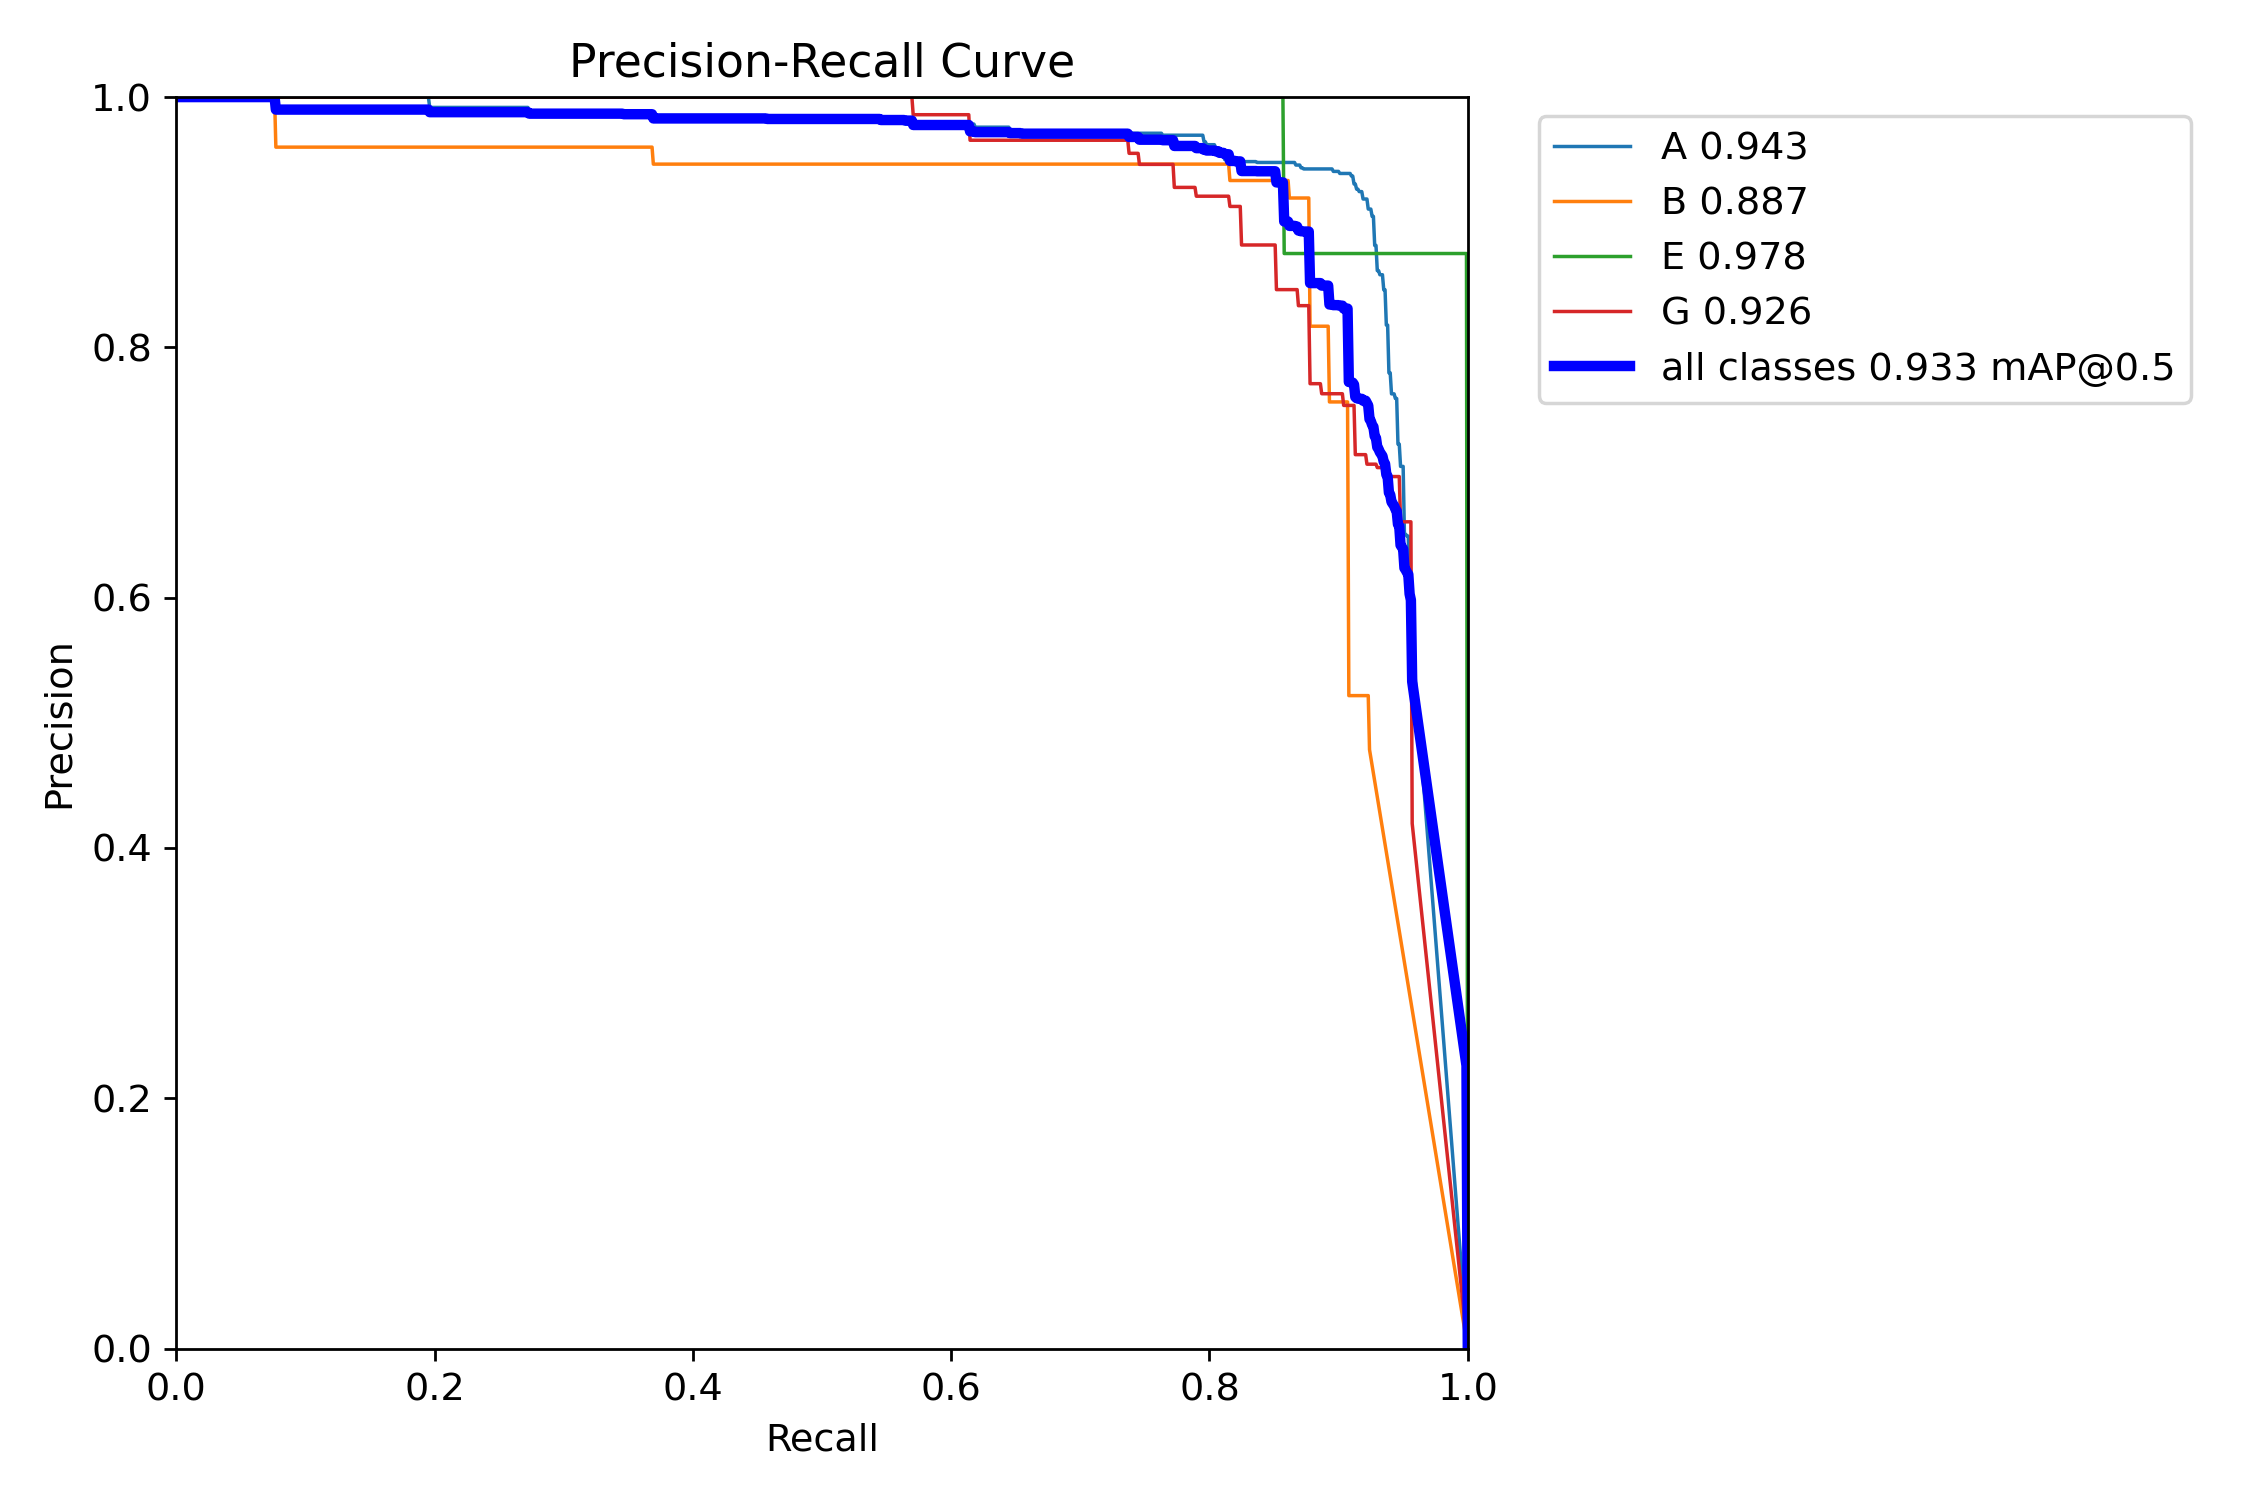 Precision-Recall Curve
1.0
0.8
0.6
0.4
0.2
0.0
Precision
0.0 0.2 0.4 0.6 0.8 1.0
Recall
A 0.943
B 0.887
E 0.978
G 0.926
all classes 0.933 mAP@0.5